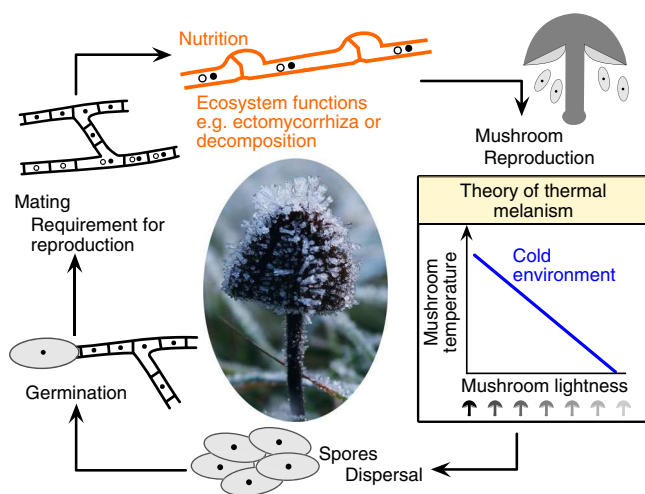 Nutrition
Ecosystem functions
e.g. ectomycorrhiza or
decomposition
Mushroom
Reproduction
Theory of thermal
melanism
Mushroom
temperature
Cold
environment
Mushroom lightness
Spores
Dispersal
Germination
Mating
Requirement for
reproduction